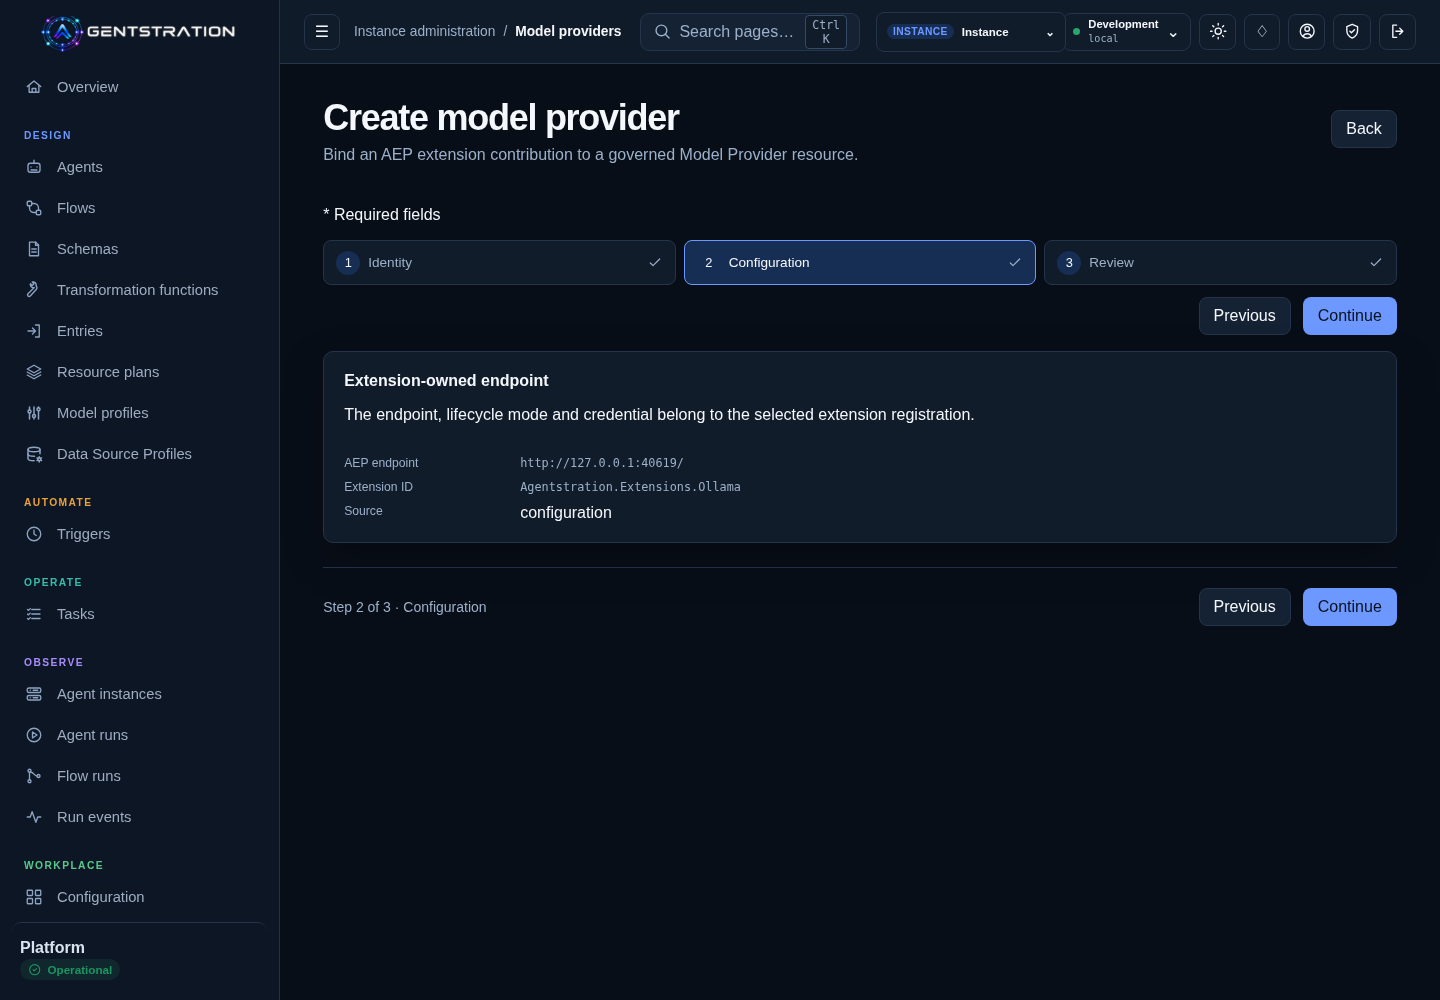 GENTSTRATION
Overview
DESIGN
Agents
Flows
Schemas
Transformation functions
Entries
Resource plans
Model profiles
Data Source Profiles
AUTOMATE
Triggers
OPERATE
Tasks
OBSERVE
Agent instances
Agent runs
Flow runs
Run events
WORKPLACE
Configuration
Platform
Operational
Instance administration / Model providers
Search pages…
Ctrl K
INSTANCE Instance
Development
local
Create model provider
Bind an AEP extension contribution to a governed Model Provider resource.
Back
* Required fields
1 Identity
2 Configuration
3 Review
Previous Continue
Extension-owned endpoint
The endpoint, lifecycle mode and credential belong to the selected extension registration.
AEP endpoint http://127.0.0.1:40619/
Extension ID Agentstration.Extensions.Ollama
Source configuration
Step 2 of 3 · Configuration
Previous Continue